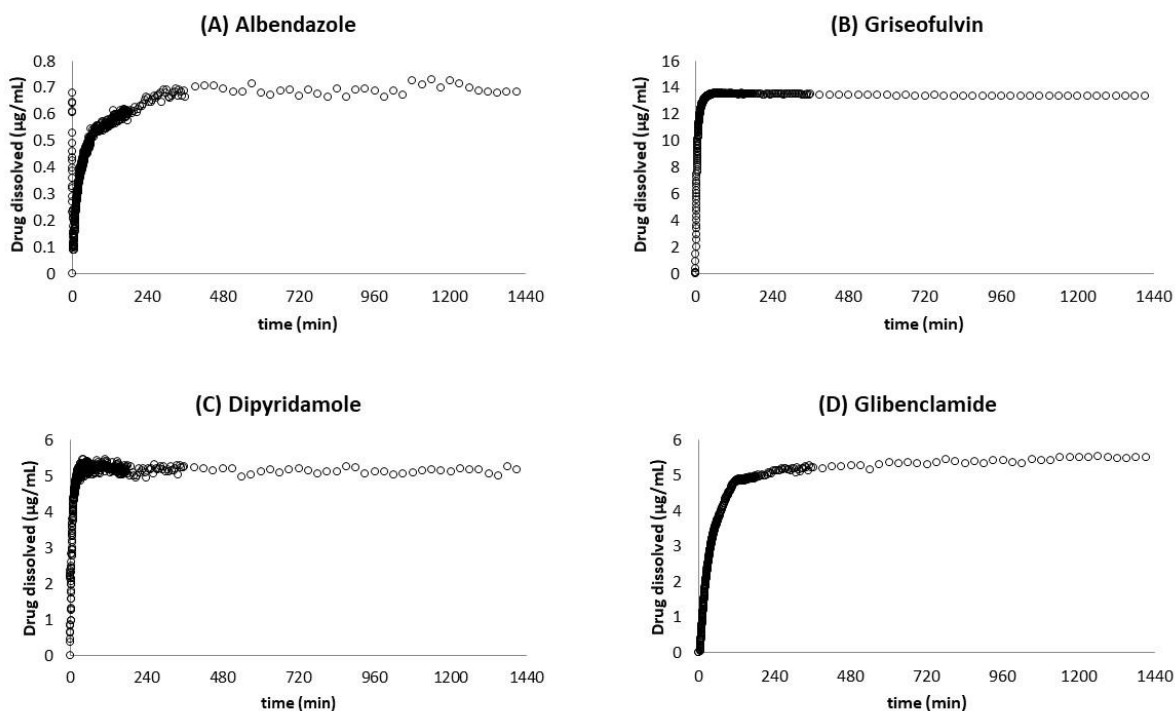 (A) Albendazole
Drug dissolved (µg/mL)
0.8
0.7
0.6
0.5
0.4
0.3
0.2
0.1
0
0 240 480 720 960 1200 1440
time (min)
(B) Griseofulvin
Drug dissolved (µg/mL)
16
14
12
10
8
6
4
2
0
0 240 480 720 960 1200 1440
time (min)
(C) Dipyridamole
Drug dissolved (µg/mL)
6
5
4
3
2
1
0
0 240 480 720 960 1200 1440
time (min)
(D) Glibenclamide
Drug dissolved (µg/mL)
6
5
4
3
2
1
0
0 240 480 720 960 1200 1440
time (min)